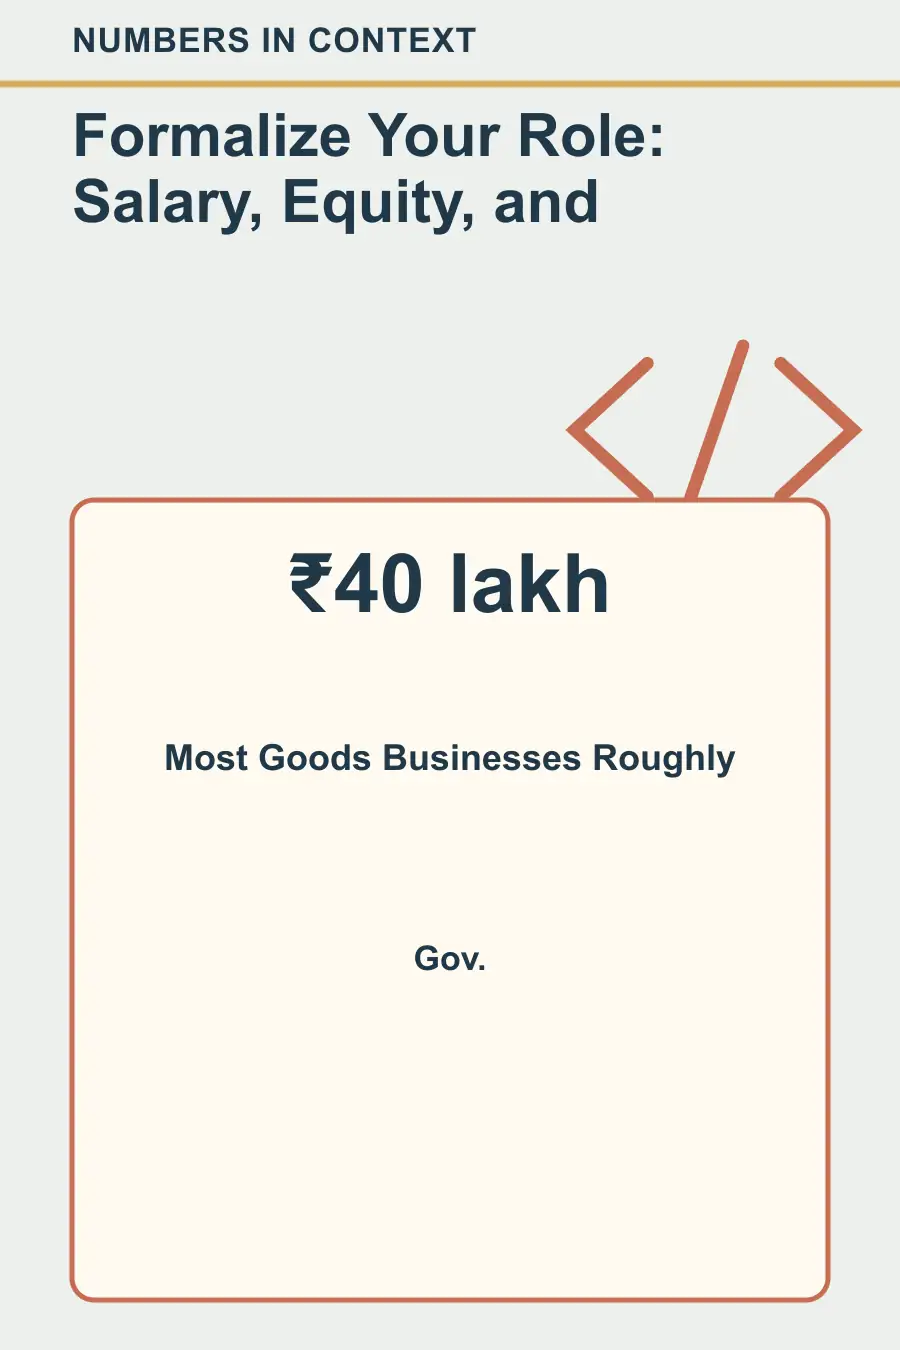 NUMBERS IN CONTEXT
Formalize Your Role:
Salary, Equity, and
₹40 lakh
Most Goods Businesses Roughly
Gov.